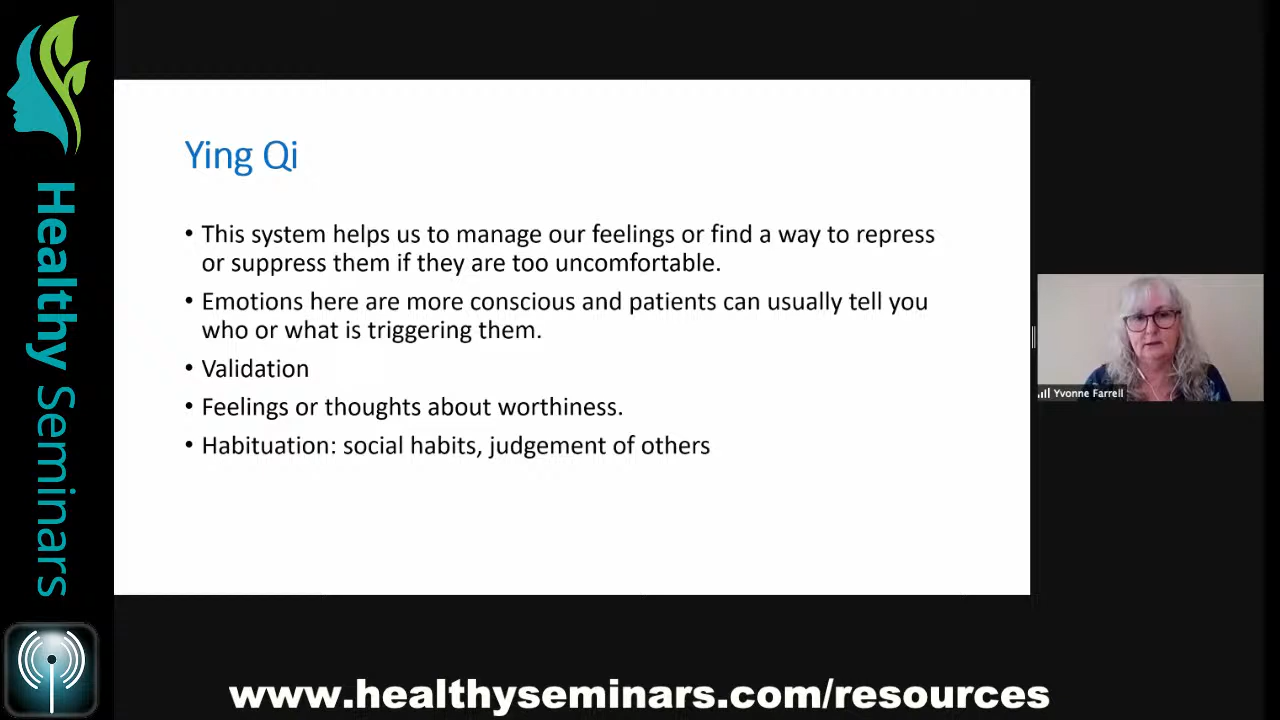 Healthy Seminars
Ying Qi
• This system helps us to manage our feelings or find a way to repress
or suppress them if they are too uncomfortable.
• Emotions here are more conscious and patients can usually tell you
who or what is triggering them.
• Validation
• Feelings or thoughts about worthiness.
• Habituation: social habits, judgement of others
Yvonne Farrell
www.healthyseminars.com/resources